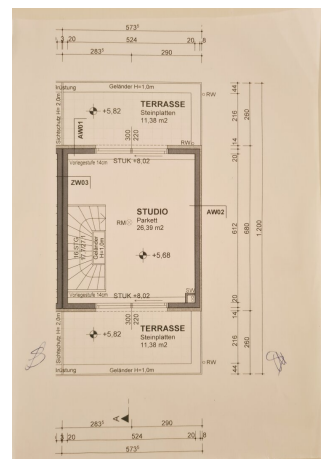 573⁵
3 20 524 20 8
283⁵ 290
Geländer H=1,0m
RW
+5,82
TERRASSE
Steinplatten
11,38 m2
Sichtschutz H= 2,0m
AW01
300
220
RW
Vorlegestufe 14cm
STUK +8,02
ZW03
STUDIO
Parkett
26,39 m2
AW02
RM
Geländer
H=1,0m
+5,68
Vorlegestufe 14cm
STUK +8,02
SW
300
220
+5,82
TERRASSE
Steinplatten
11,38 m2
Sichtschutz H= 2,0m
RW
Geländer H=1,0m
44
216
14
20
612
20
14
216
44
260
680
260
1.200
A
283⁵ 290
3 20 524 20 8
573⁵